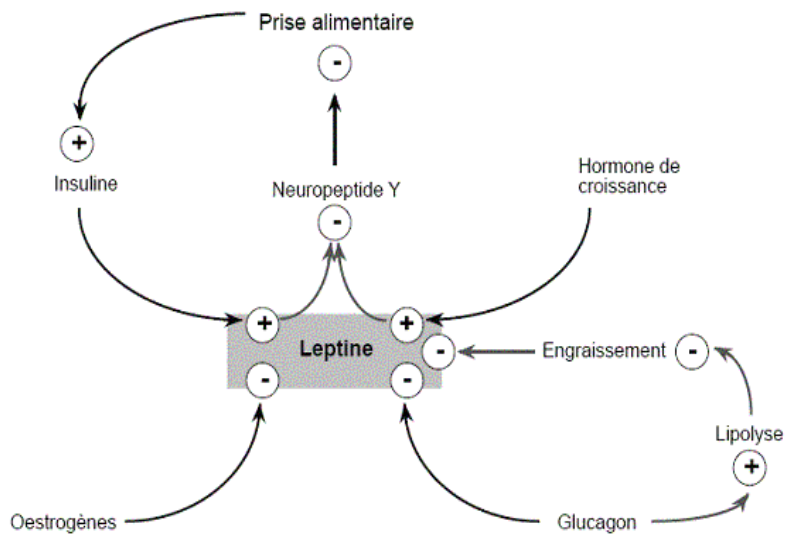 Prise alimentaire
-
+
Insuline
Neuropeptide Y
-
Hormone de
croissance
+
+
Leptine
-
Engraissement
-
-
-
Lipolyse
+
Oestrogènes
Glucagon